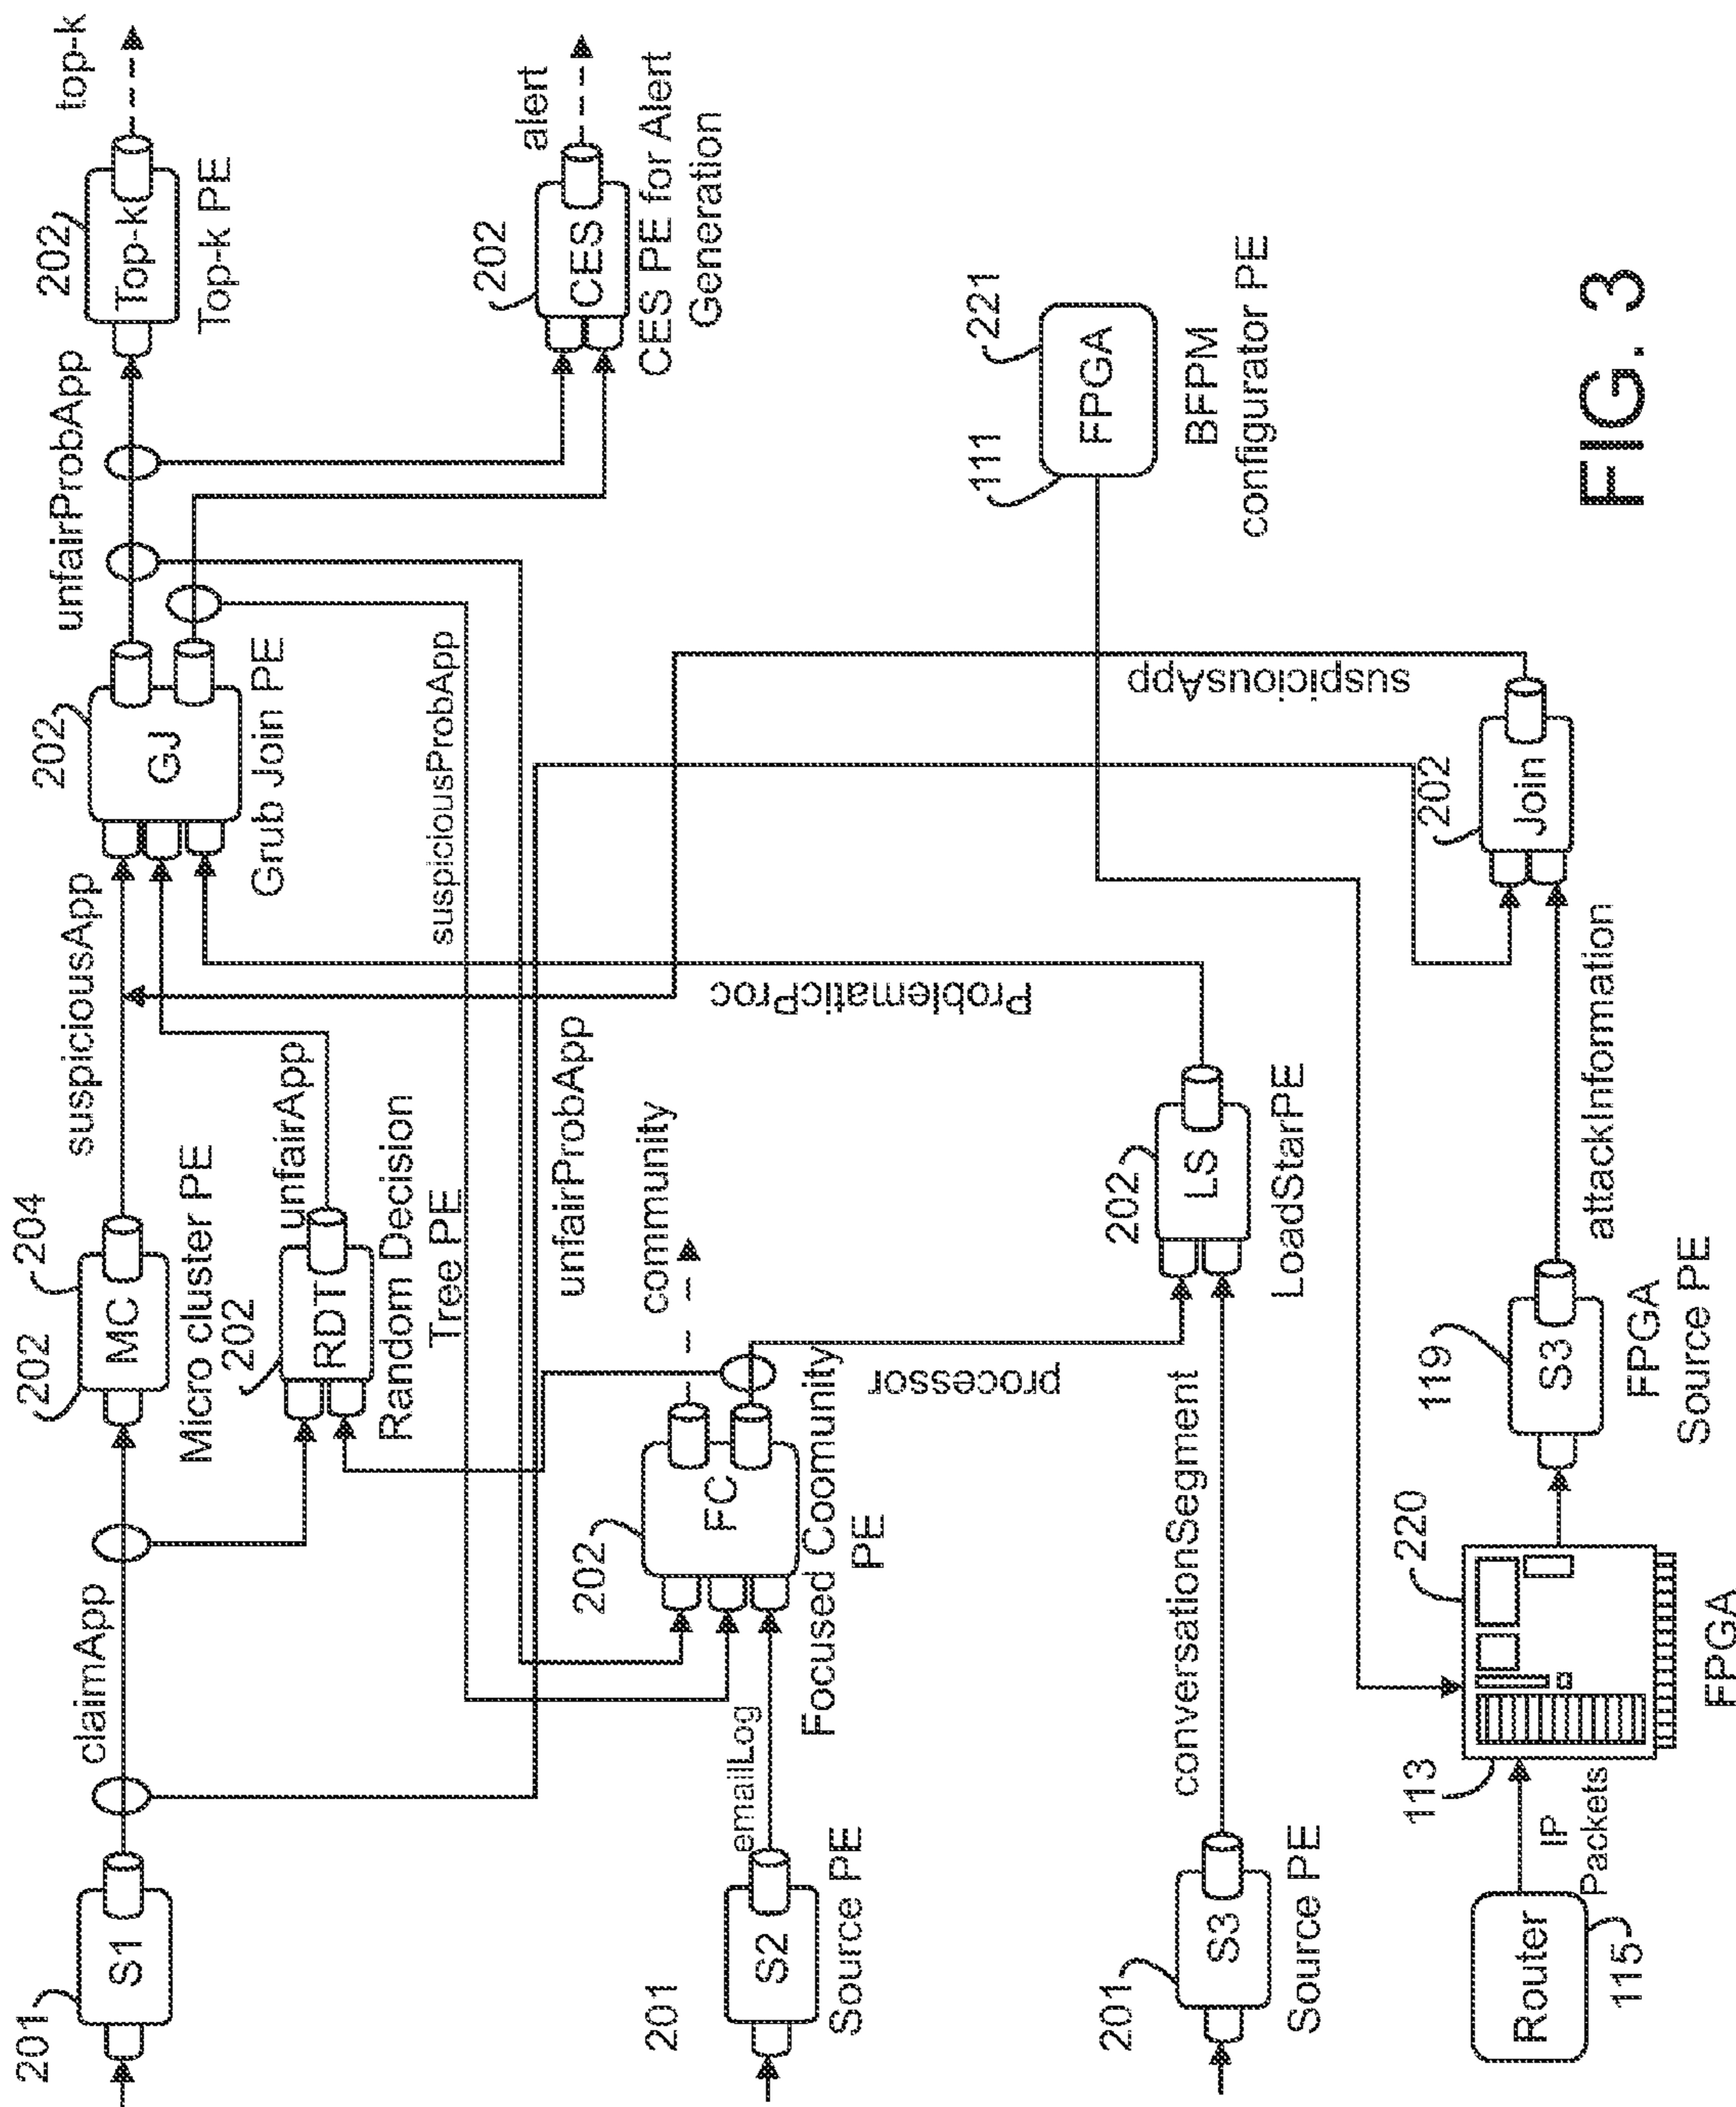 201
S1
claimApp
202
204
MC
Micro cluster PE
suspiciousApp
202
GJ
Grub Join PE
unfairProbApp
202
Top-k
Top-k PE
top-k
202
RDT
Random Decision
Tree PE
unfairApp
suspiciousProbApp
202
CES
alert
CES PE for Alert
Generation
unfairProbApp
201
S2
Source PE
emailLog
202
FC
Focused Coomunity
PE
community
processor
ProblematicProc
201
S3
Source PE
conversationSegment
202
LS
LoadStarPE
suspiciousApp
111
FPGA
221
BFPM
configurator PE
Router
115
IP
Packets
113
220
FPGA
119
S3
FPGA
Source PE
attackInformation
202
Join
FIG. 3